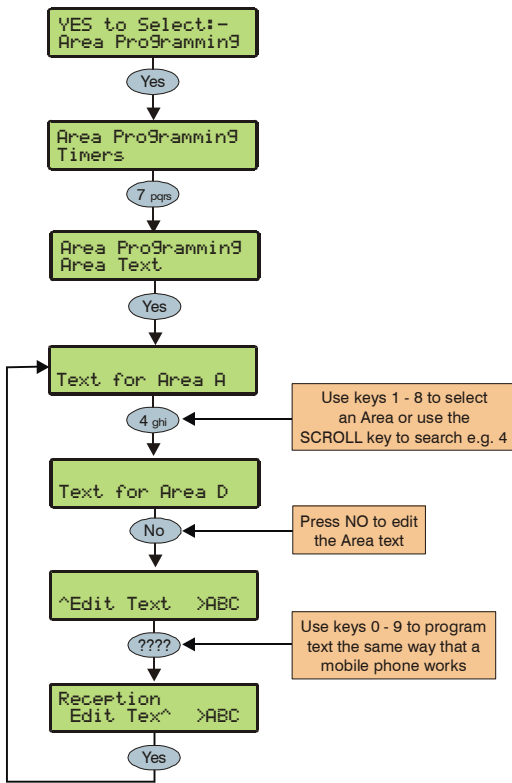 YES to Select:-
Area Programming
Yes
Area Programming
Timers
7 pqrs
Area Programming
Area Text
Yes
Text for Area A
4 ghi
Use keys 1 - 8 to select
an Area or use the
SCROLL key to search e.g. 4
Text for Area D
No
Press NO to edit
the Area text
^Edit Text >ABC
????
Use keys 0 - 9 to program
text the same way that a
mobile phone works
Reception
Edit Tex^ >ABC
Yes